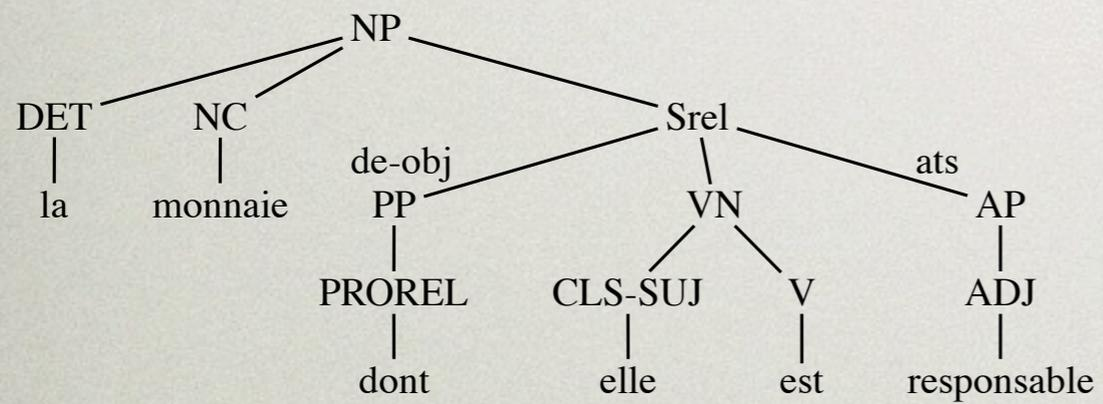 NP
DET NC Srel
de-obj ats
la monnaie PP VN AP
PROREL CLS-SUJ V ADJ
dont elle est responsable